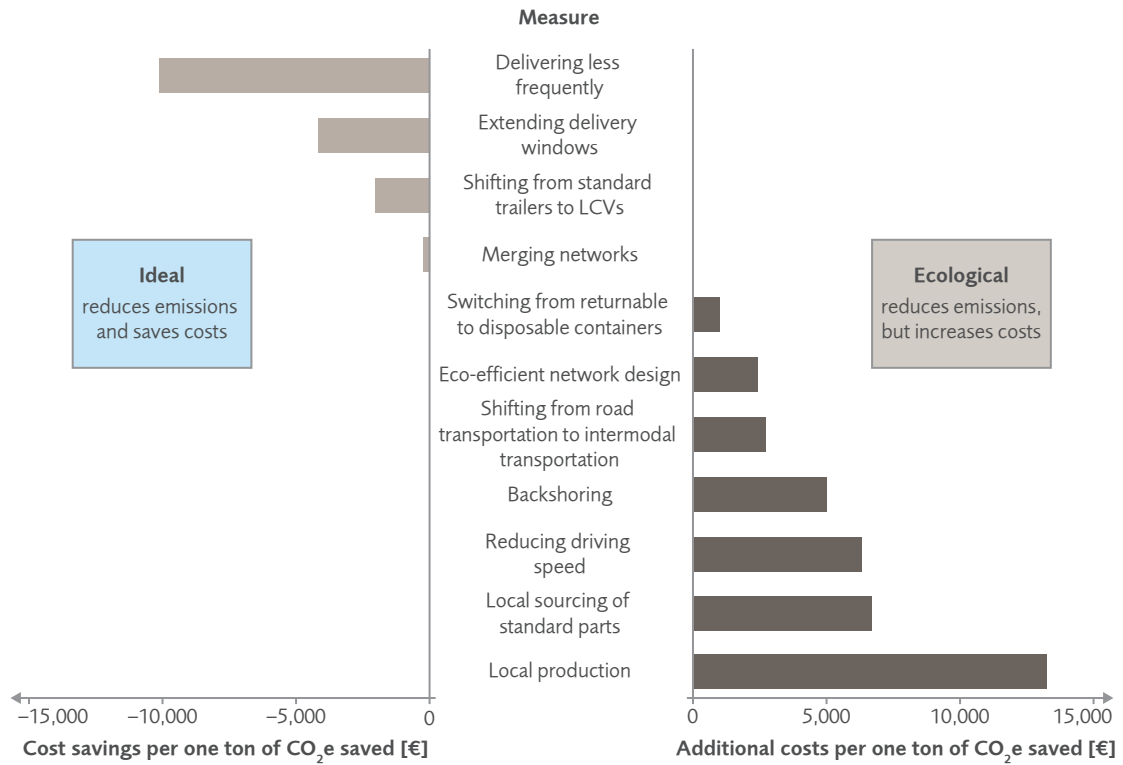 Measure
Delivering less
frequently
Extending delivery
windows
Shifting from standard
trailers to LCVs
Merging networks
Ideal
reduces emissions
and saves costs
Ecological
reduces emissions,
but increases costs
Switching from returnable
to disposable containers
Eco-efficient network design
Shifting from road
transportation to intermodal
transportation
Backshoring
Reducing driving
speed
Local sourcing of
standard parts
Local production
−15,000 −10,000 −5,000 0
0 5,000 10,000 15,000
Cost savings per one ton of CO₂e saved [€]
Additional costs per one ton of CO₂e saved [€]